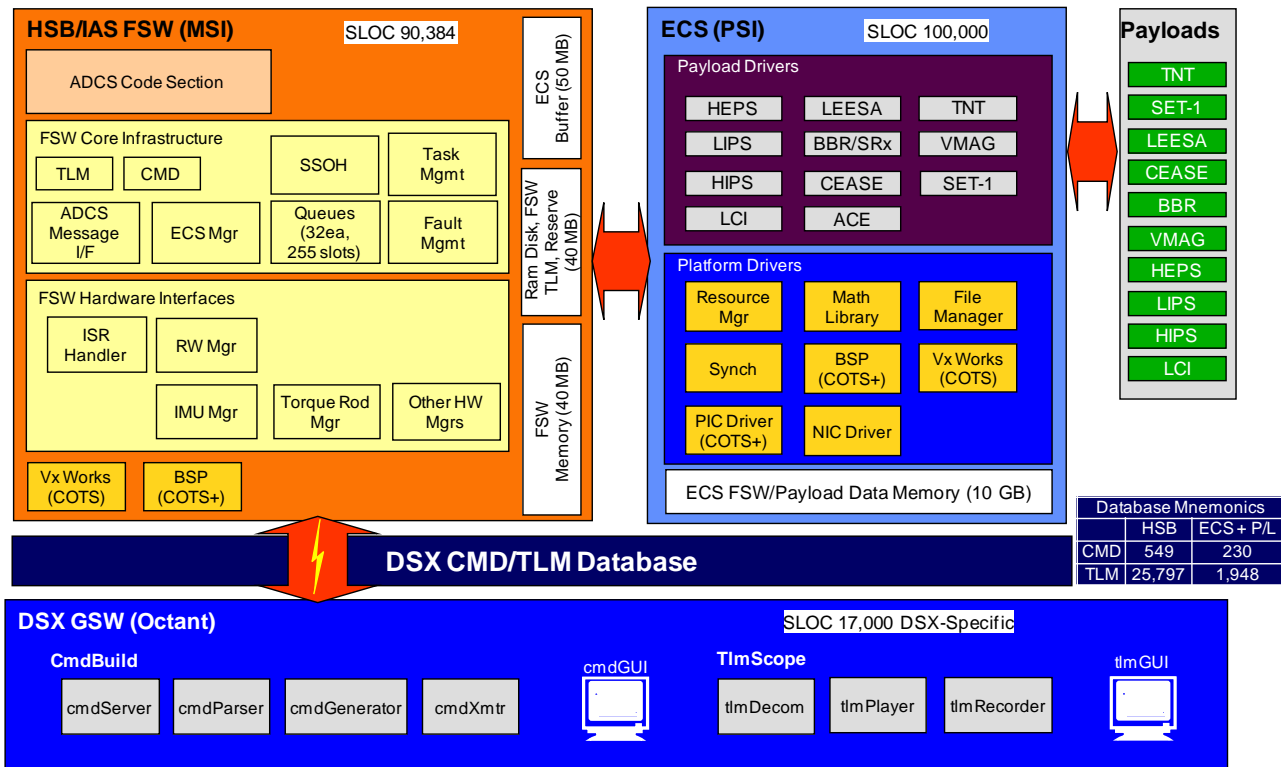 HSB/IAS FSW (MSI)
SLOC 90,384
ADCS Code Section
FSW Core Infrastructure
TLM
CMD
SSOH
Task
Mgmt
ADCS
Message
I/F
ECS Mgr
Queues
(32ea,
255 slots)
Fault
Mgmt
FSW Hardware Interfaces
ISR
Handler
RW Mgr
IMU Mgr
Torque Rod
Mgr
Other HW
Mgrs
Vx Works
(COTS)
BSP
(COTS+)
ECS
Buffer (50 MB)
Ram Disk, FSW
TLM, Reserve
(40 MB)
FSW
Memory (40 MB)
ECS (PSI)
SLOC 100,000
Payload Drivers
HEPS
LEESA
TNT
LIPS
BBR/SRx
VMAG
HIPS
CEASE
SET-1
LCI
ACE
Platform Drivers
Resource
Mgr
Math
Library
File
Manager
Synch
BSP
(COTS+)
Vx Works
(COTS)
PIC Driver
(COTS+)
NIC Driver
ECS FSW/Payload Data Memory (10 GB)
Payloads
TNT
SET-1
LEESA
CEASE
BBR
VMAG
HEPS
LIPS
HIPS
LCI
Database Mnemonics
HSB ECS + P/L
CMD 549 230
TLM 25,797 1,948
DSX CMD/TLM Database
DSX GSW (Octant)
SLOC 17,000 DSX-Specific
CmdBuild
cmdServer
cmdParser
cmdGenerator
cmdXmtr
cmdGUI
TlmScope
tlmDecom
tlmPlayer
tlmRecorder
tlmGUI